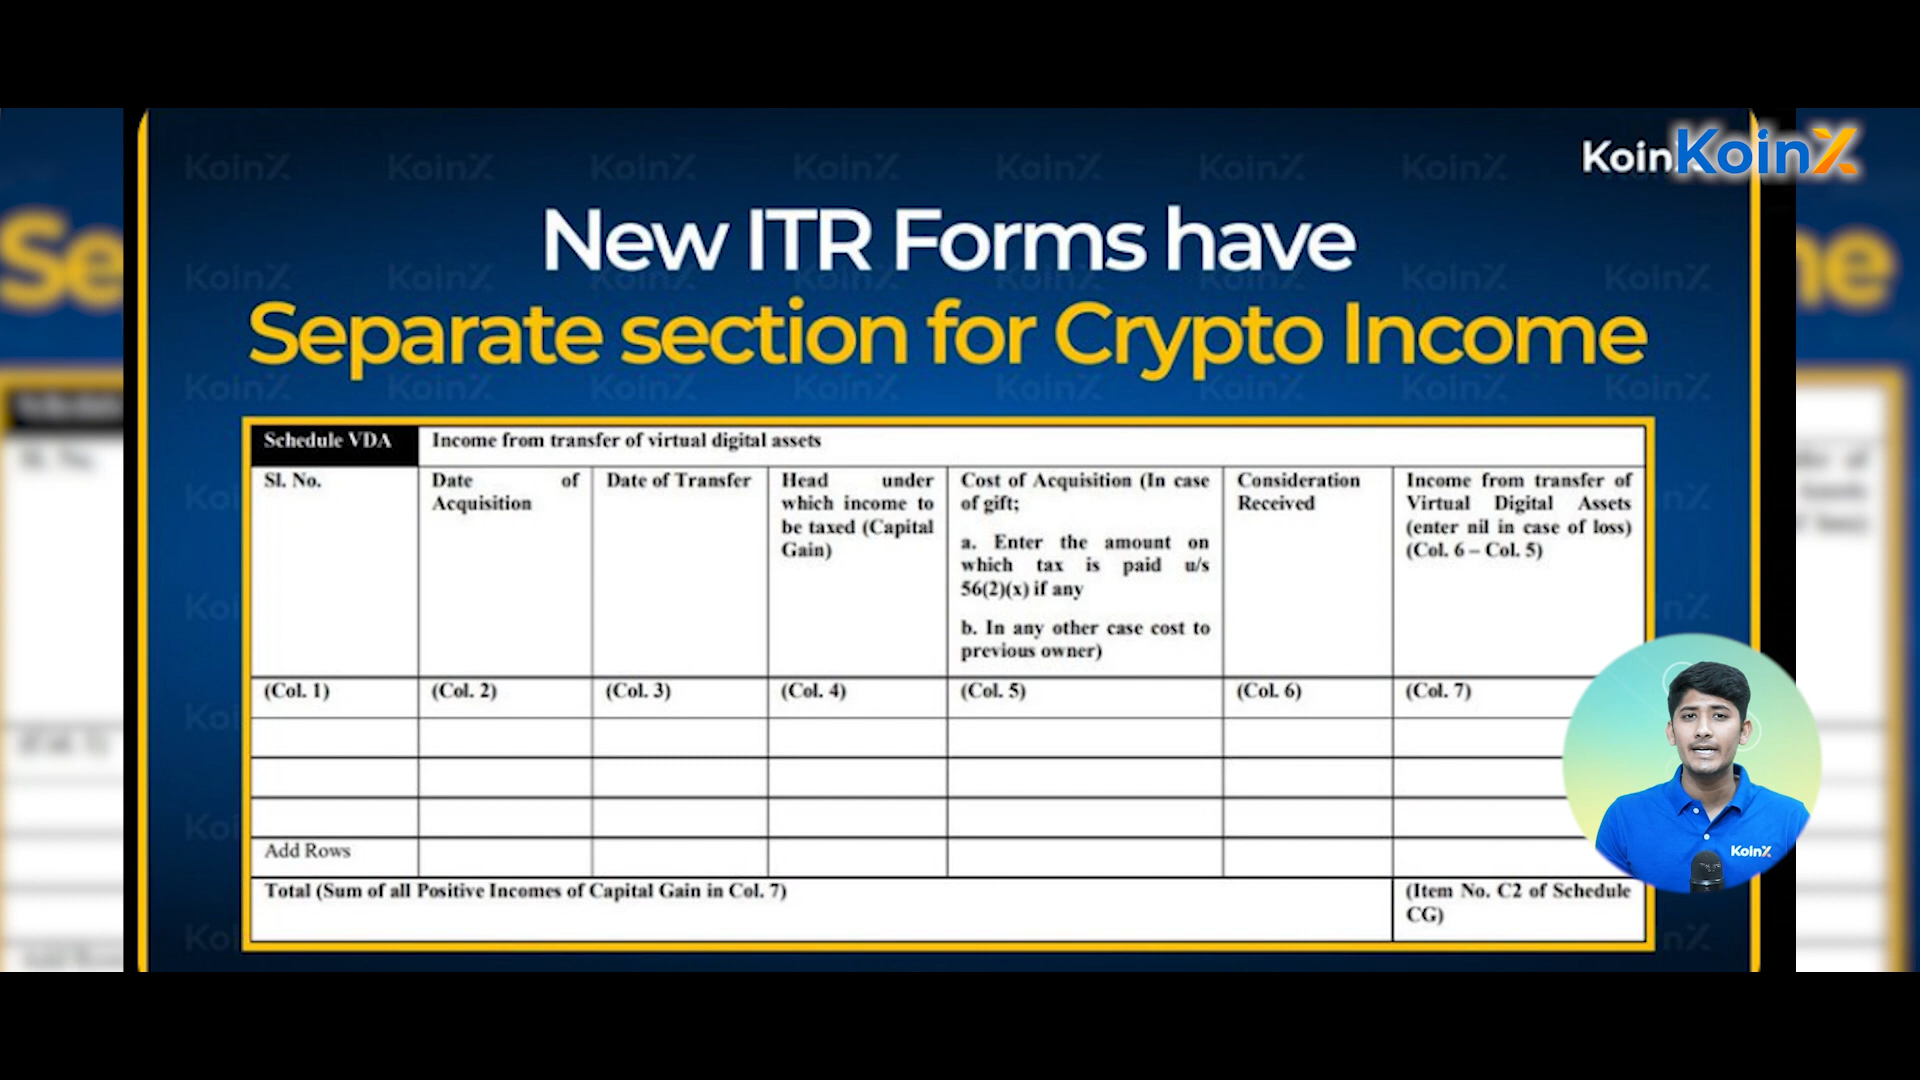 KoinX
New ITR Forms have
Separate section for Crypto Income
Schedule VDA
Income from transfer of virtual digital assets
Sl. No.
Date of
Acquisition
Date of Transfer
Head under
which income to
be taxed (Capital
Gain)
Cost of Acquisition (In case
of gift;
a. Enter the amount on
which tax is paid u/s
56(2)(x) if any
b. In any other case cost to
previous owner)
Consideration
Received
Income from transfer of
Virtual Digital Assets
(enter nil in case of loss)
(Col. 6 – Col. 5)
(Col. 1)
(Col. 2)
(Col. 3)
(Col. 4)
(Col. 5)
(Col. 6)
(Col. 7)
Add Rows
Total (Sum of all Positive Incomes of Capital Gain in Col. 7)
(Item No. C2 of Schedule
CG)
KoinX